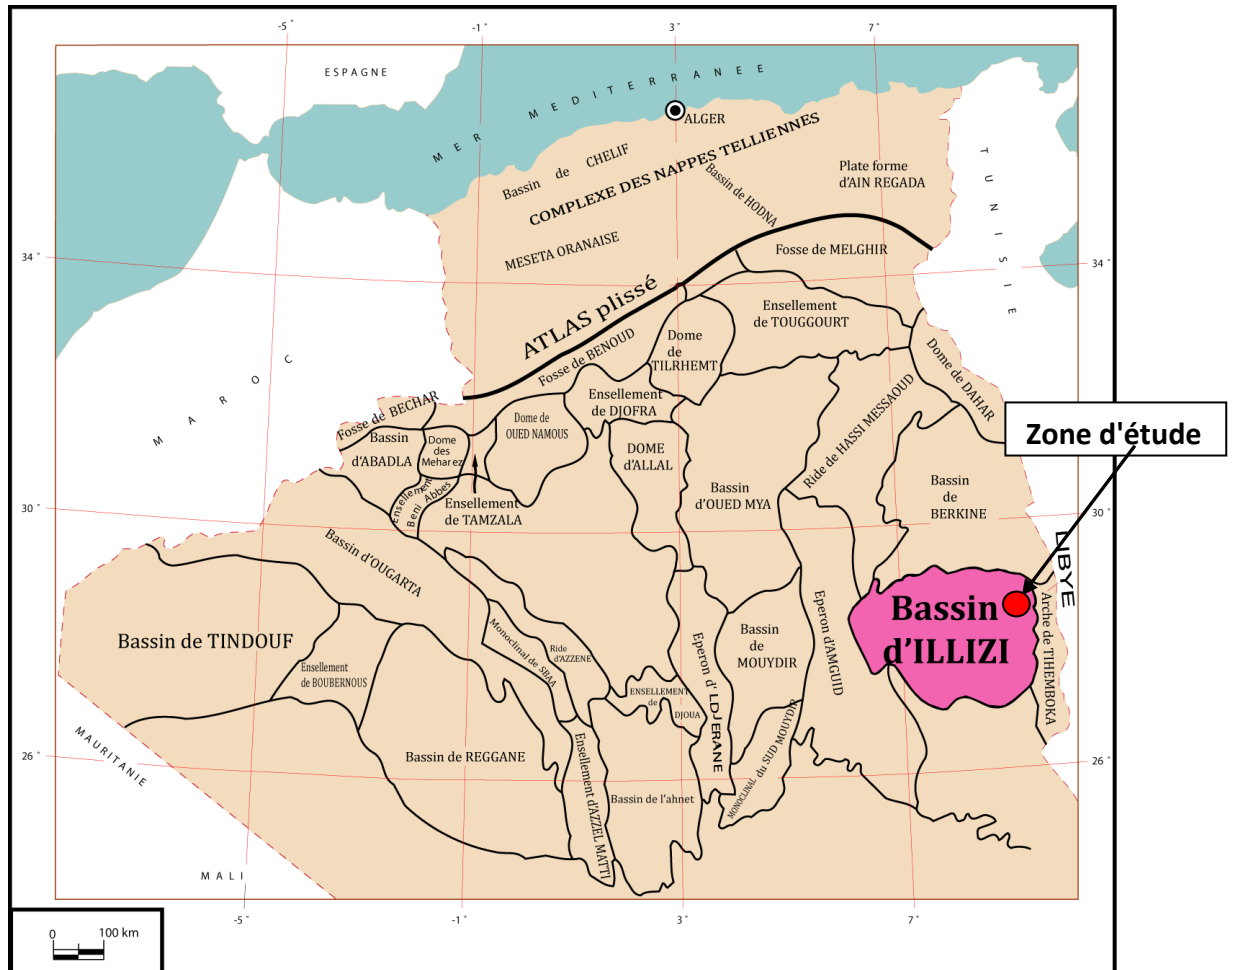 -5°
-1°
3°
7°
ESPAGNE
MER MEDITERRANEE
ALGER
Bassin de CHELIF
COMPLEXE DES NAPPES TELLIENNES
Bassin de HODNA
Plate forme
d'AIN REGADA
TUNISIE
MESETA ORANAISE
34°
Fosse de MELGHIR
34°
ATLAS plissé
Ensellement
de TOUGGOURT
Fosse de BENOUD
Dome
de
TILRHEMT
MAROC
Dome de DAHAR
Fosse de BECHAR
Ensellement
de DJOFRA
Ride de HASSI MESSAOUD
Zone d'étude
Bassin
d'ABADLA
Dome
des
Meharez
Dome de
OUED NAMOUS
DOME
d'ALLAL
Bassin
d'OUED MYA
Bassin
de
BERKINE
Ensellement
Beni Abbes
Ensellement
de TAMZALA
30°
30°
Bassin d'OUGARTA
LIBYE
Bassin
d'ILLIZI
Arche de TIHEMBOKA
Bassin de TINDOUF
Ensellement
de BOUBERNOUS
Monoclinal de SBAA
Ride
d'AZZENE
Eperon d'LDJERANE
Bassin
de
MOUYDIR
Eperon d'AMGUID
ENSELLEMENT
de
DJOUA
26°
26°
MAURITANIE
Bassin de REGGANE
Ensellement d'AZZEL MATTI
Bassin de l'ahnet
MONOCLINAL du SUD MOUYDIR
MALI
-5°
-1°
3°
7°
0 100 km